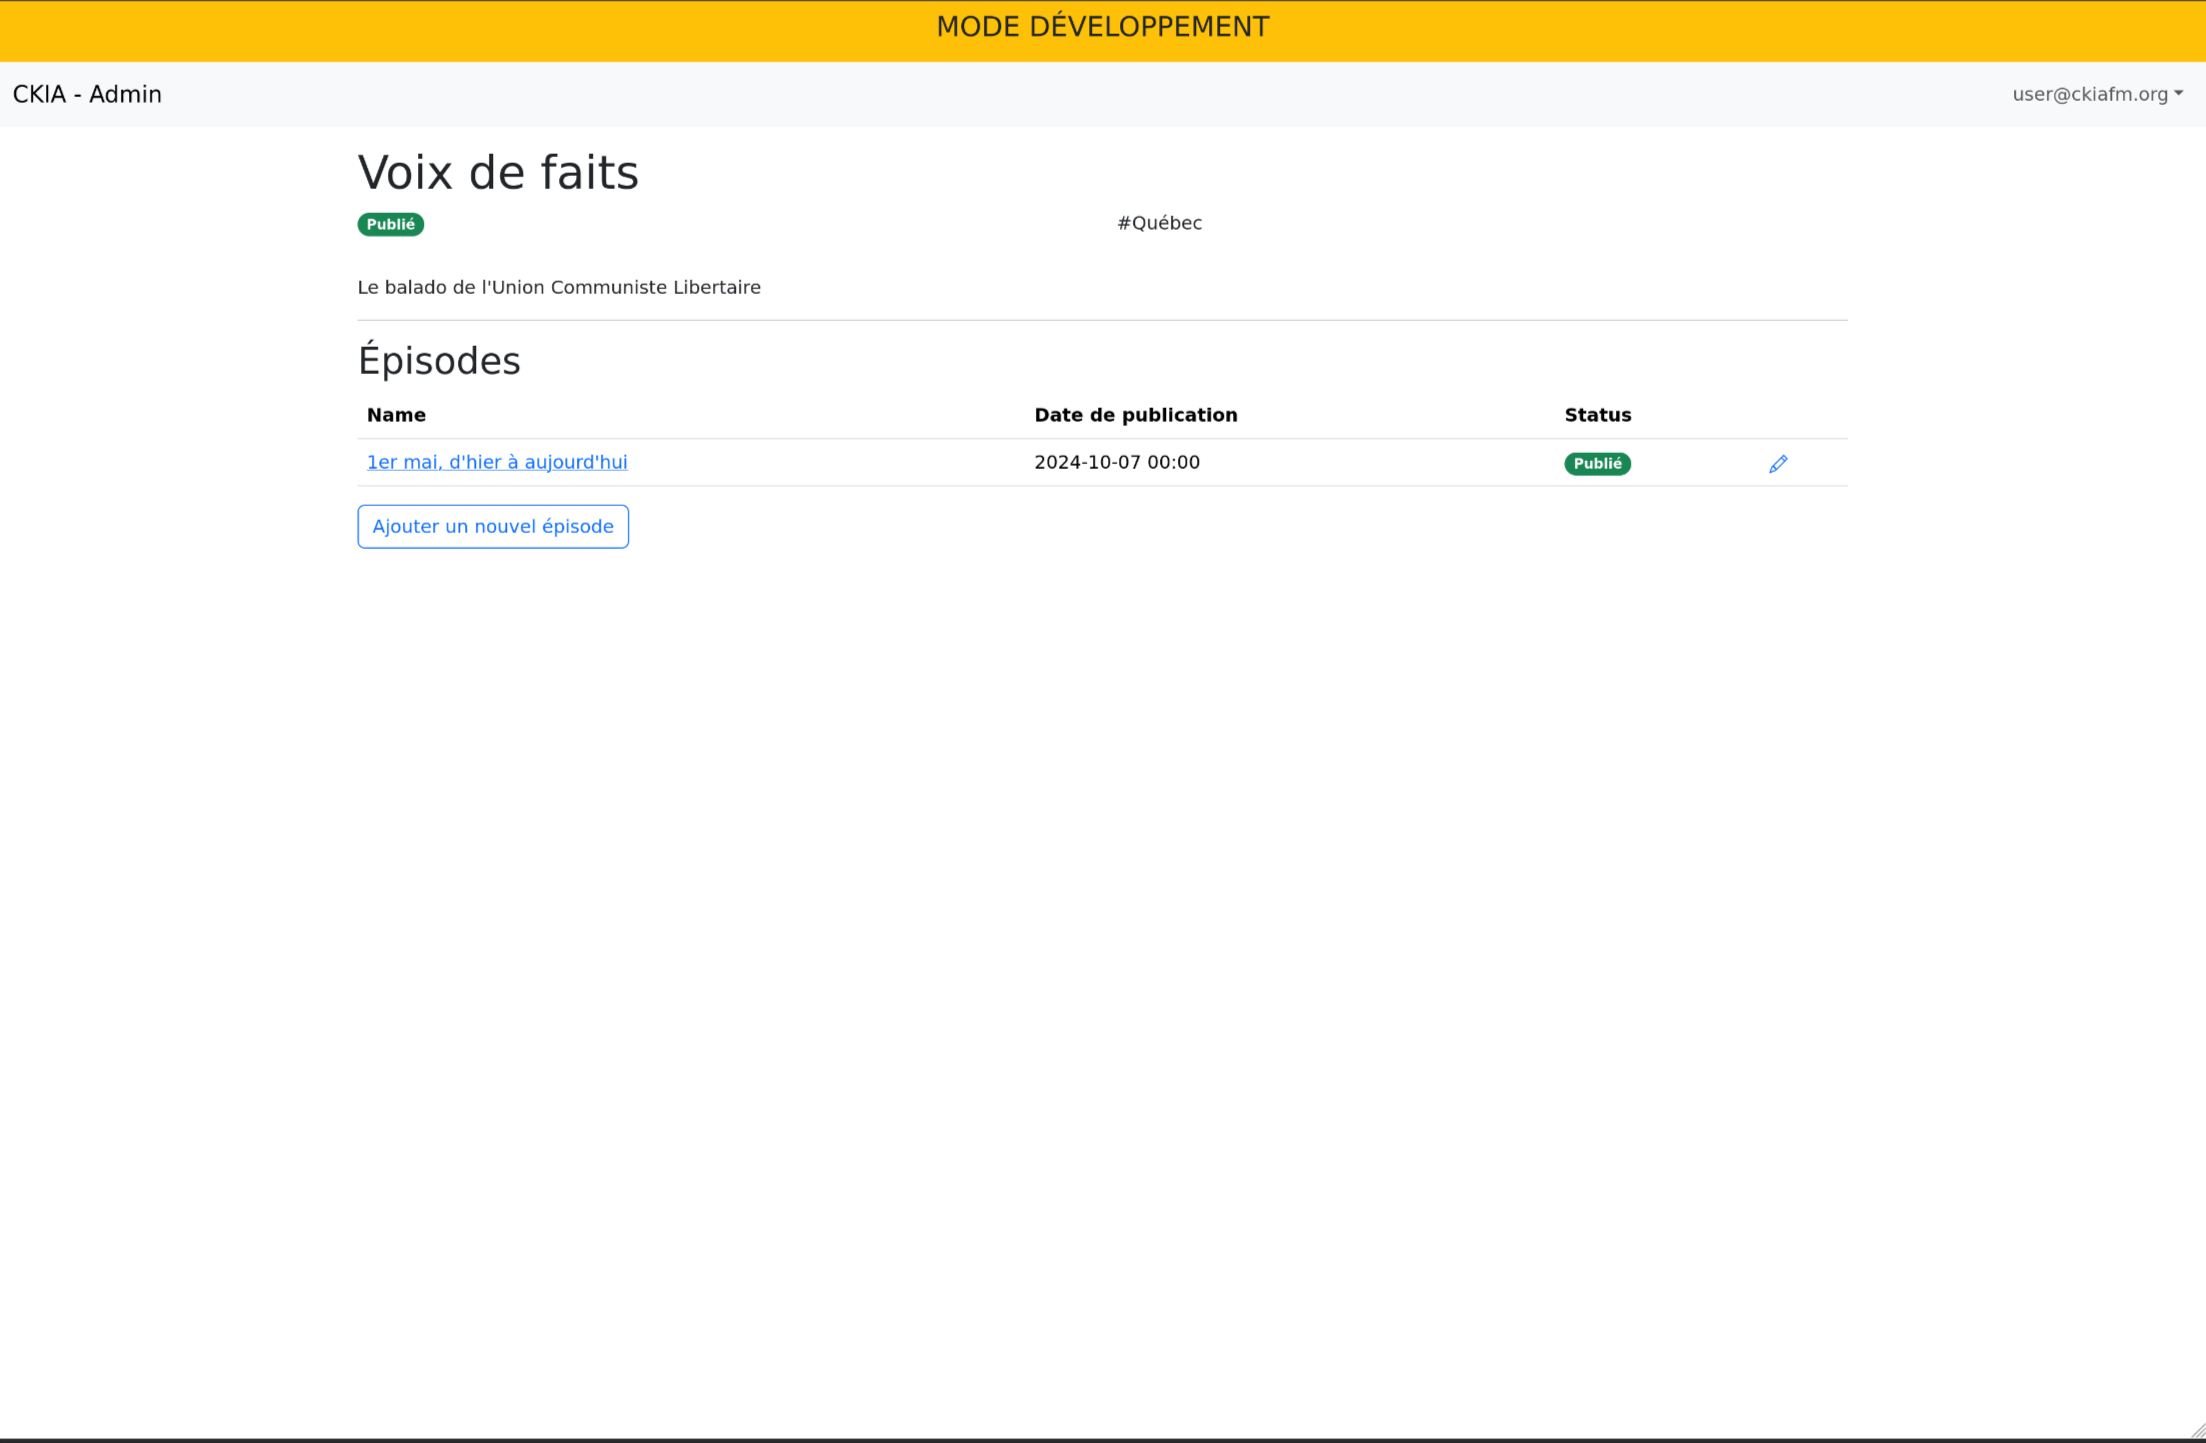 MODE DÉVELOPPEMENT
CKIA - Admin user@ckiafm.org
Voix de faits
Publié #Québec
Le balado de l'Union Communiste Libertaire
Épisodes
Name Date de publication Status
1er mai, d'hier à aujourd'hui 2024-10-07 00:00 Publié
Ajouter un nouvel épisode